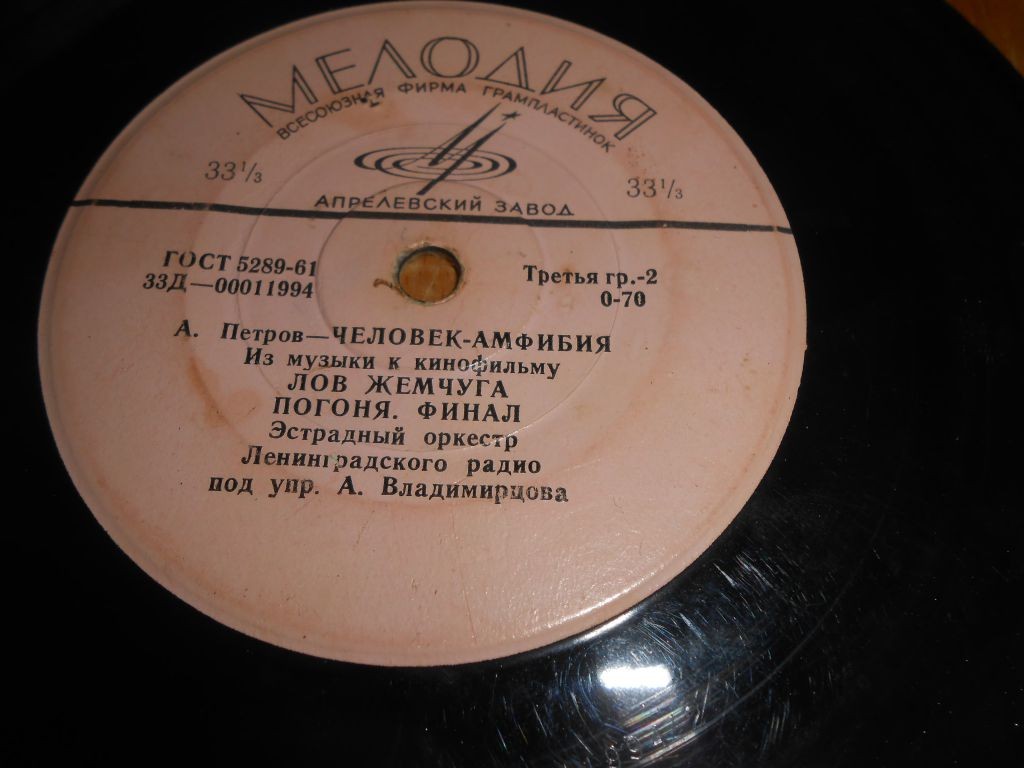 МЕЛОДИЯ
ВСЕСОЮЗНАЯ ФИРМА ГРАМПЛАСТИНОК
33⅓ 33⅓
АПРЕЛЕВСКИЙ ЗАВОД
ГОСТ 5289-61 Третья гр.-2
33Д—00011994 0-70
А. Петров—ЧЕЛОВЕК-АМФИБИЯ
Из музыки к кинофильму
ЛОВ ЖЕМЧУГА
ПОГОНЯ. ФИНАЛ
Эстрадный оркестр
Ленинградского радио
под упр. А. Владимирцова